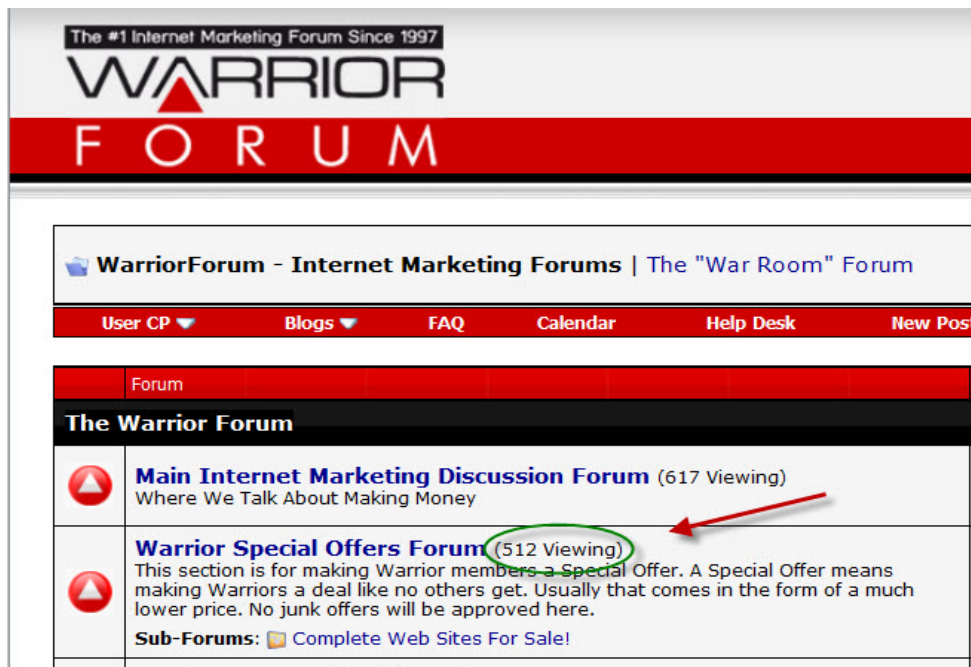 The #1 Internet Marketing Forum Since 1997
WARRIOR
FORUM
WarriorForum - Internet Marketing Forums | The "War Room" Forum
User CP Blogs FAQ Calendar Help Desk New Post
Forum
The Warrior Forum
Main Internet Marketing Discussion Forum (617 Viewing)
Where We Talk About Making Money
Warrior Special Offers Forum (512 Viewing)
This section is for making Warrior members a Special Offer. A Special Offer means
making Warriors a deal like no others get. Usually that comes in the form of a much
lower price. No junk offers will be approved here.
Sub-Forums: Complete Web Sites For Sale!